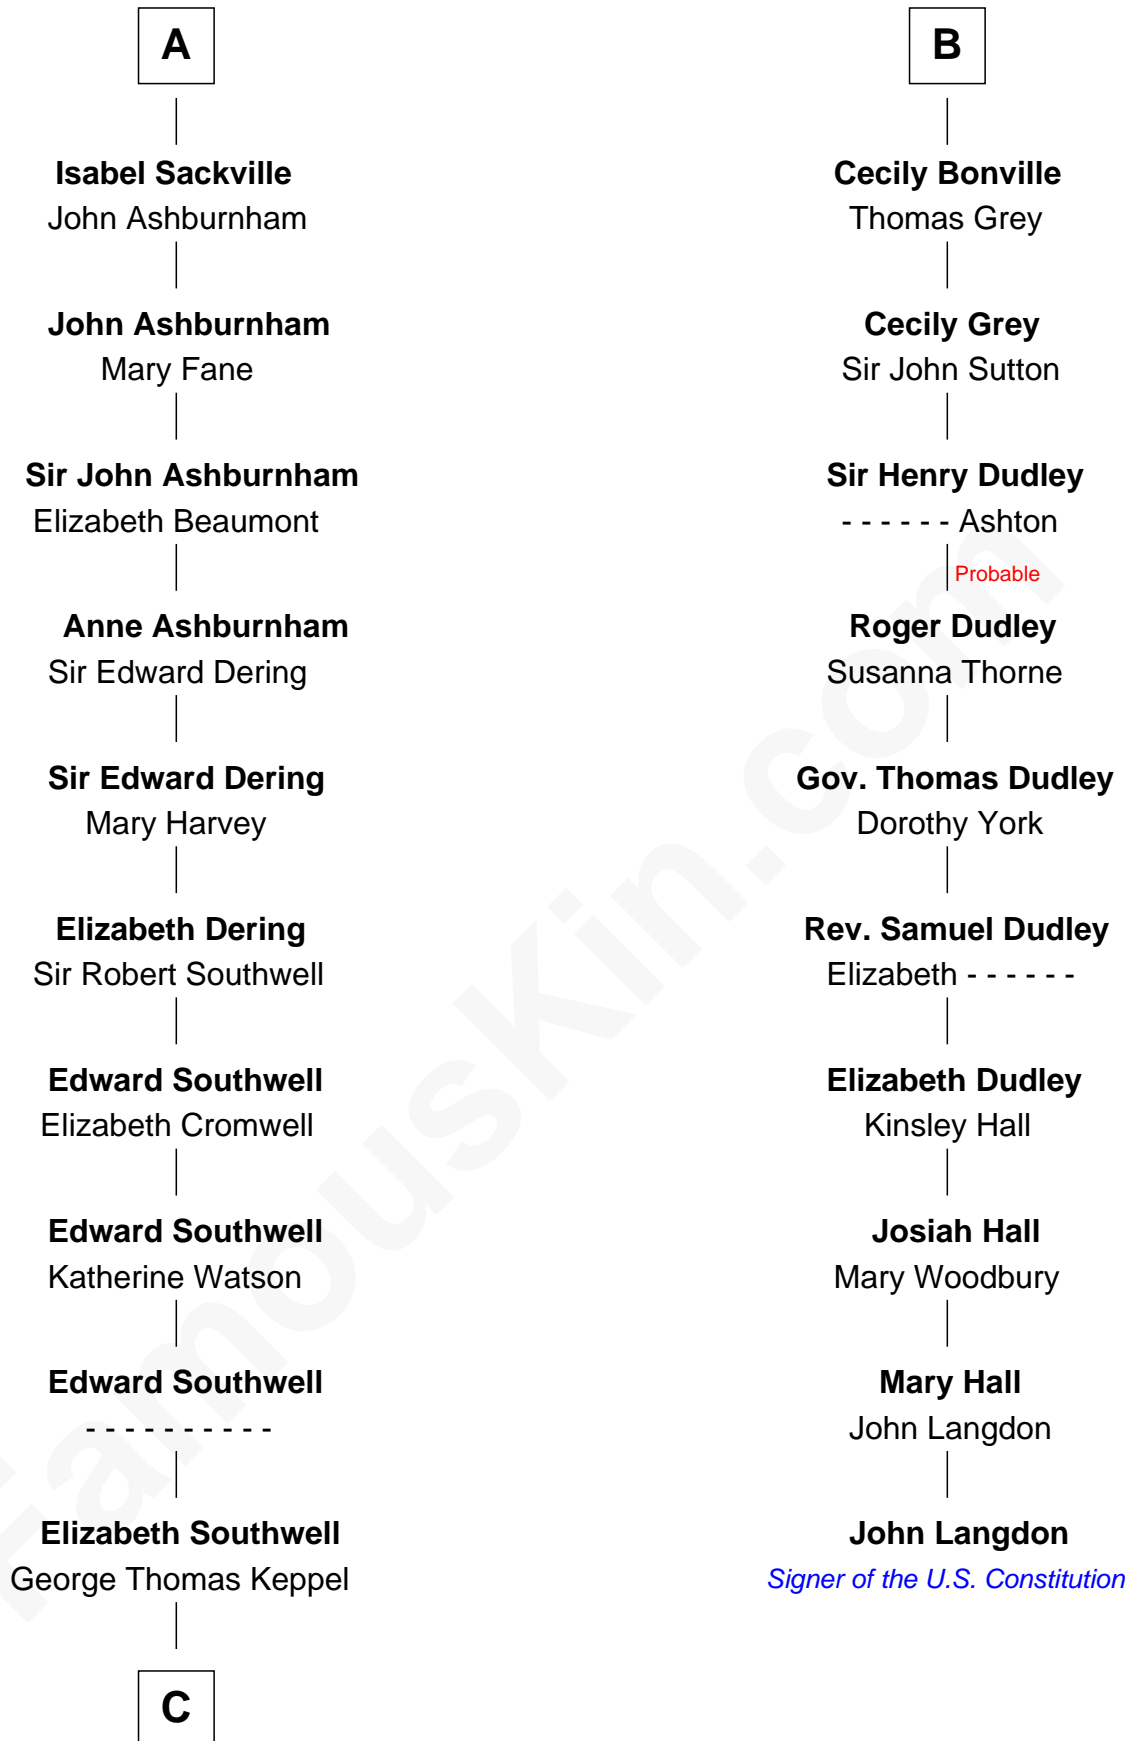 A
Isabel Sackville
John Ashburnham
John Ashburnham
Mary Fane
Sir John Ashburnham
Elizabeth Beaumont
Anne Ashburnham
Sir Edward Dering
Sir Edward Dering
Mary Harvey
Elizabeth Dering
Sir Robert Southwell
Edward Southwell
Elizabeth Cromwell
Edward Southwell
Katherine Watson
Edward Southwell
- - - - - - - - - -
Elizabeth Southwell
George Thomas Keppel
C
B
Cecily Bonville
Thomas Grey
Cecily Grey
Sir John Sutton
Sir Henry Dudley
- - - - - - Ashton
Probable
Roger Dudley
Susanna Thorne
Gov. Thomas Dudley
Dorothy York
Rev. Samuel Dudley
Elizabeth - - - - - -
Elizabeth Dudley
Kinsley Hall
Josiah Hall
Mary Woodbury
Mary Hall
John Langdon
John Langdon
Signer of the U.S. Constitution
FamousKin.com